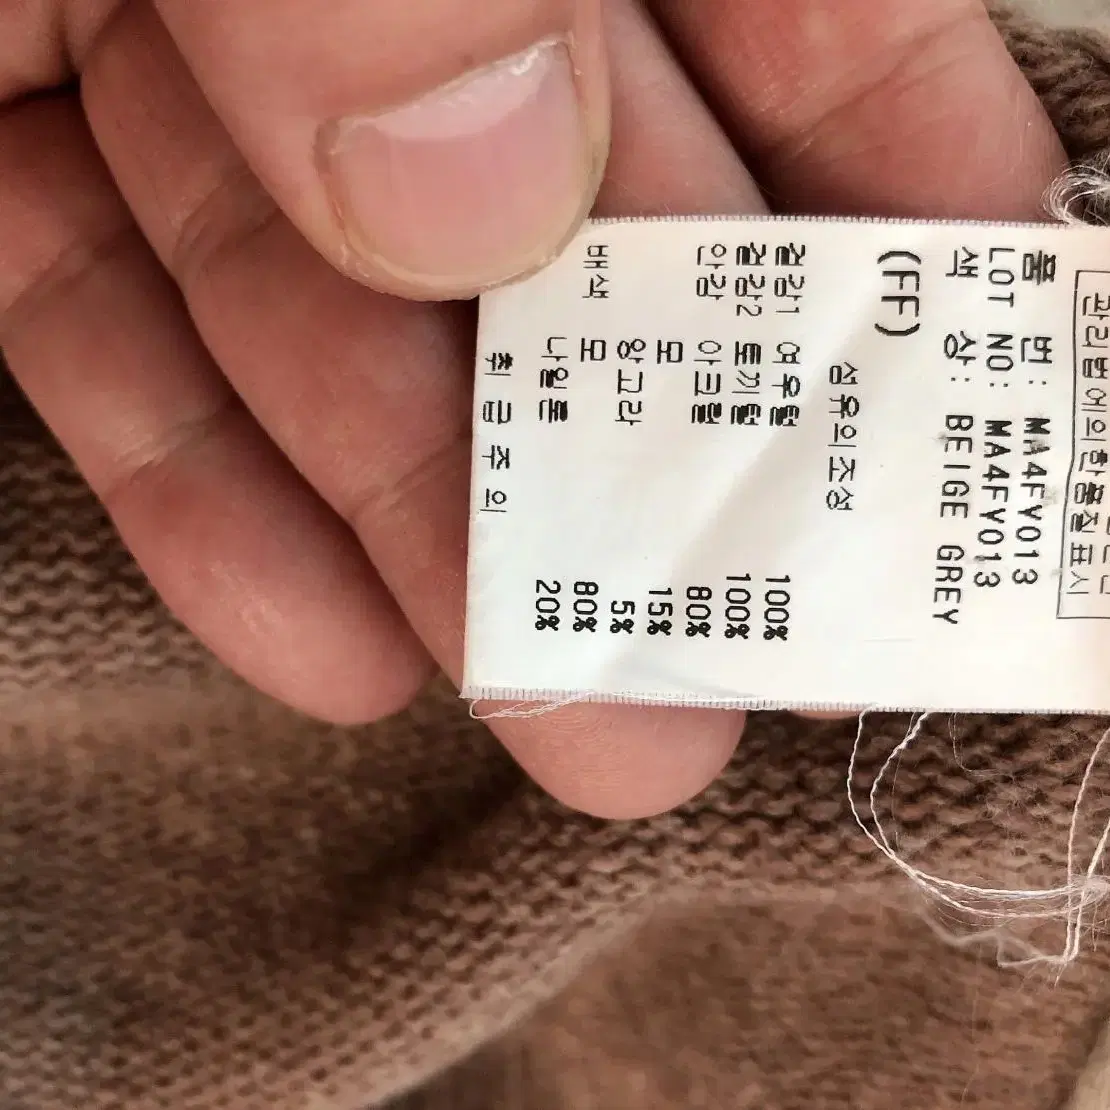 관리법에의한품질표시
품 번: MA4FY013
LOT NO: MA4FY013
색 상: BEIGE GREY
(FF)
섬유의조성
겉감1 여우털 100%
겉감2 토끼털 100%
안감 아크릴 80%
모 15%
앙고라 5%
배색 모 80%
나일론 20%
취 급 주 의